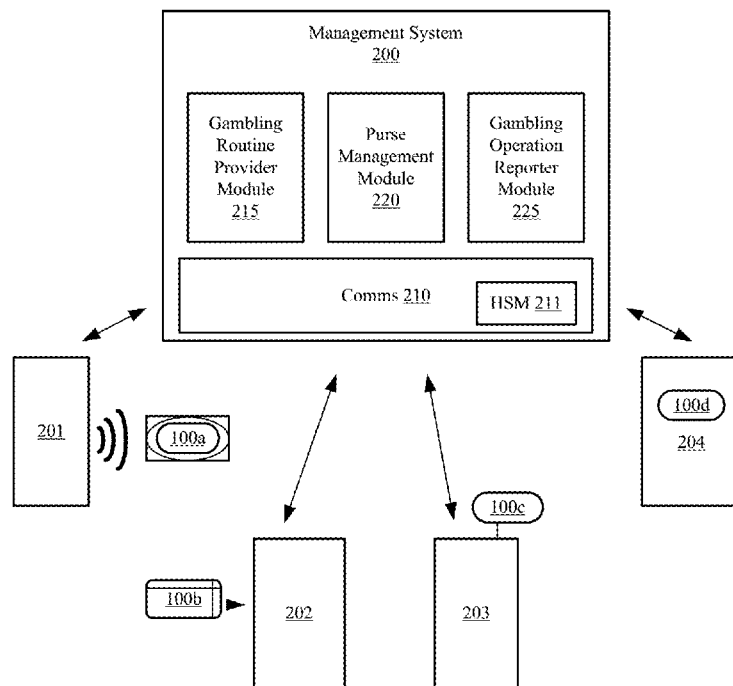 Management System
200
Gambling
Routine
Provider
Module
215
Purse
Management
Module
220
Gambling
Operation
Reporter
Module
225
Comms 210
HSM 211
201
100a
100d
204
100c
100b
202
203